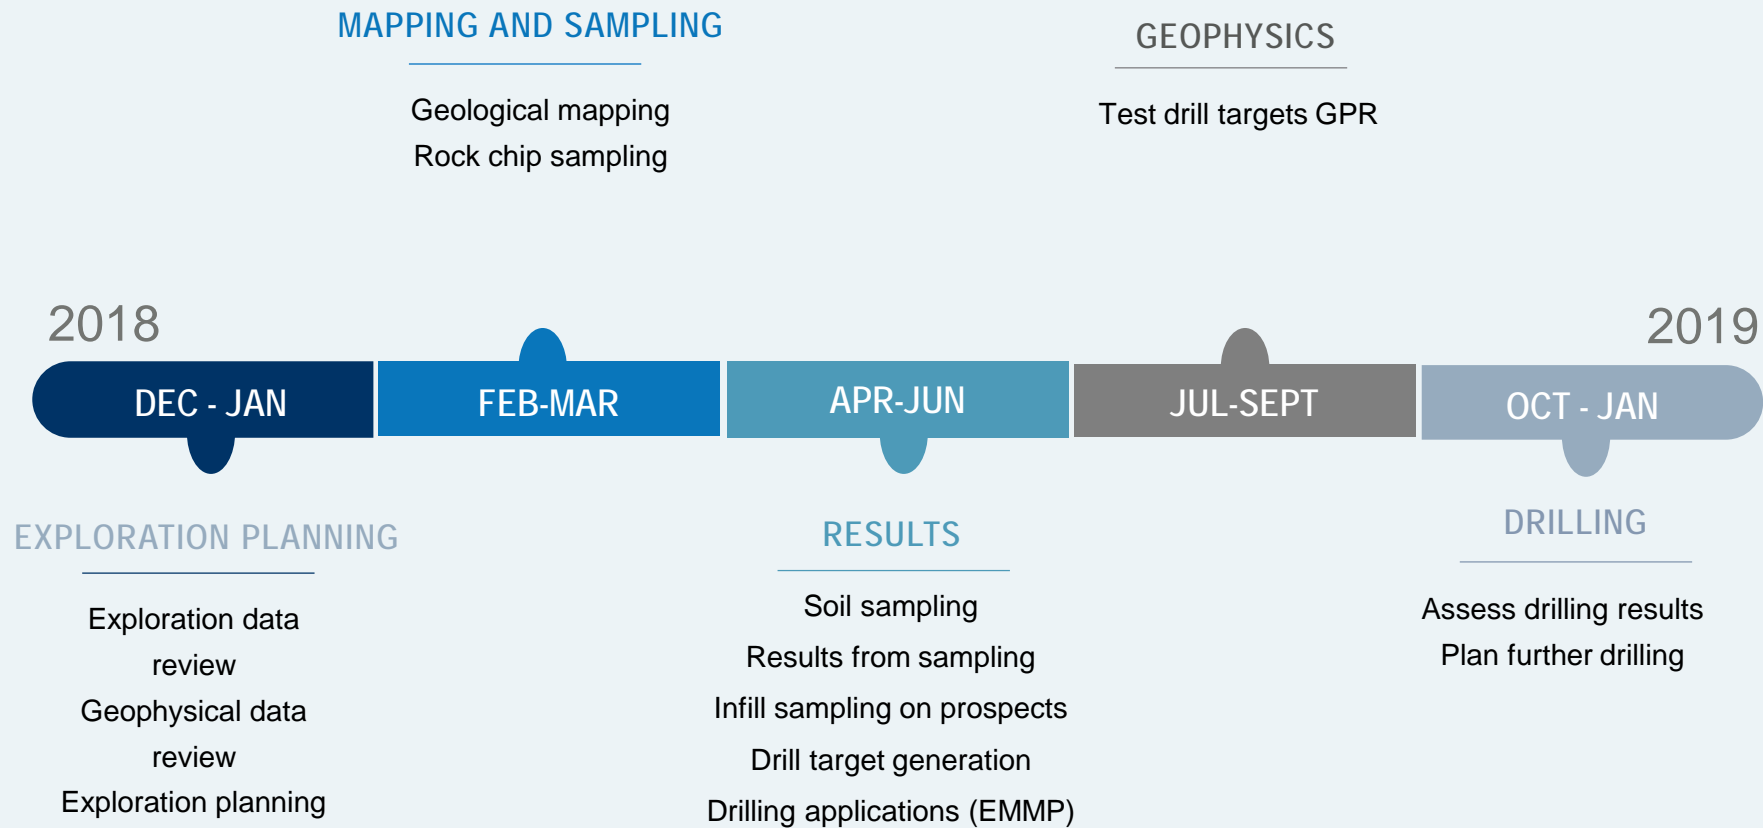 MAPPING AND SAMPLING
Geological mapping
Rock chip sampling
GEOPHYSICS
Test drill targets GPR
2018
2019
DEC - JAN
FEB-MAR
APR-JUN
JUL-SEPT
OCT - JAN
EXPLORATION PLANNING
Exploration data
review
Geophysical data
review
Exploration planning
RESULTS
Soil sampling
Results from sampling
Infill sampling on prospects
Drill target generation
Drilling applications (EMMP)
DRILLING
Assess drilling results
Plan further drilling